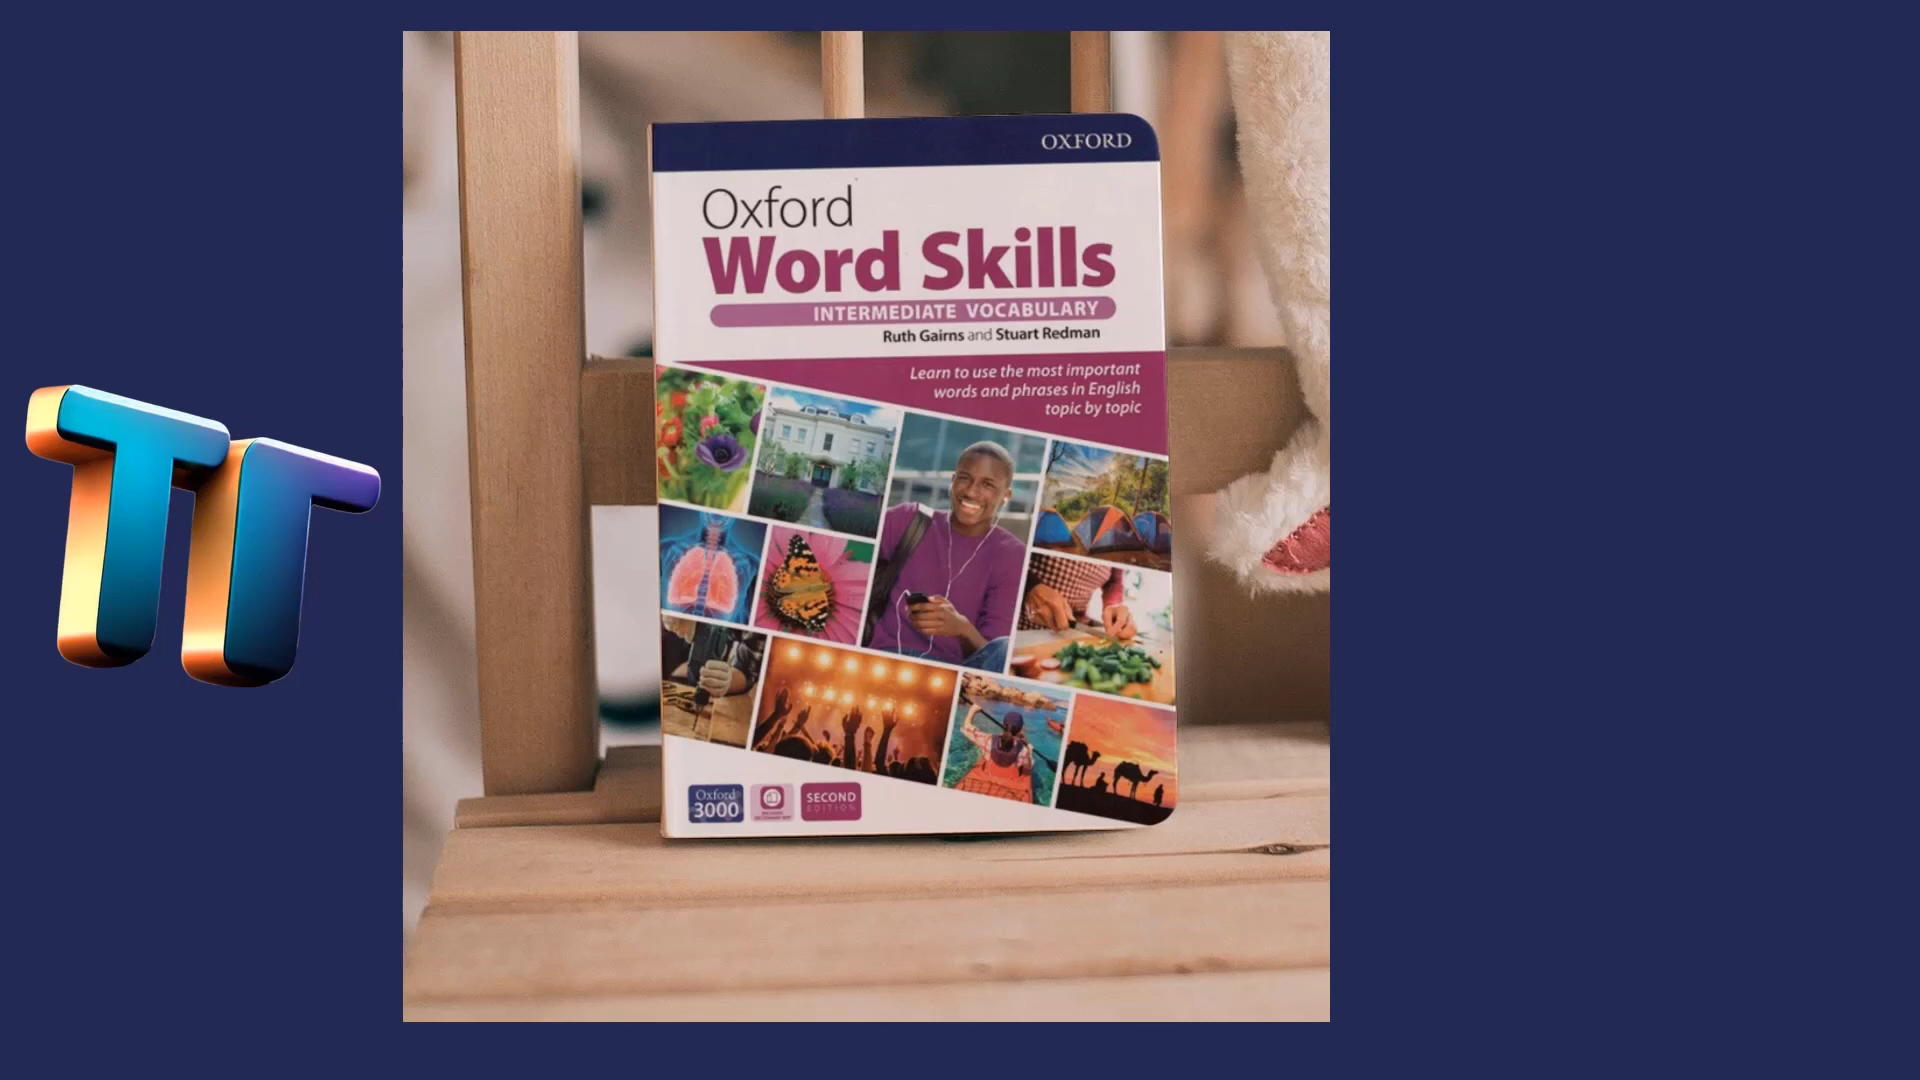 TT
OXFORD
Oxford
Word Skills
INTERMEDIATE VOCABULARY
Ruth Gairns and Stuart Redman
Learn to use the most important
words and phrases in English
topic by topic
Oxford
3000
SECOND
EDITION